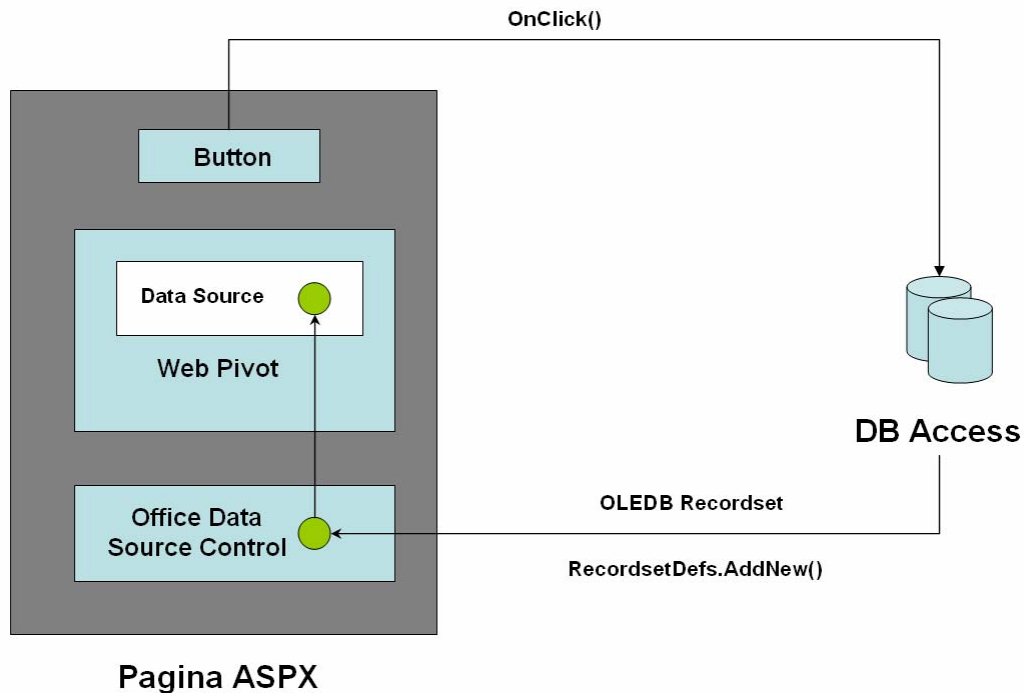 OnClick()
Button
Data Source
Web Pivot
DB Access
OLEDB Recordset
Office Data
Source Control
RecordsetDefs.AddNew()
Pagina ASPX